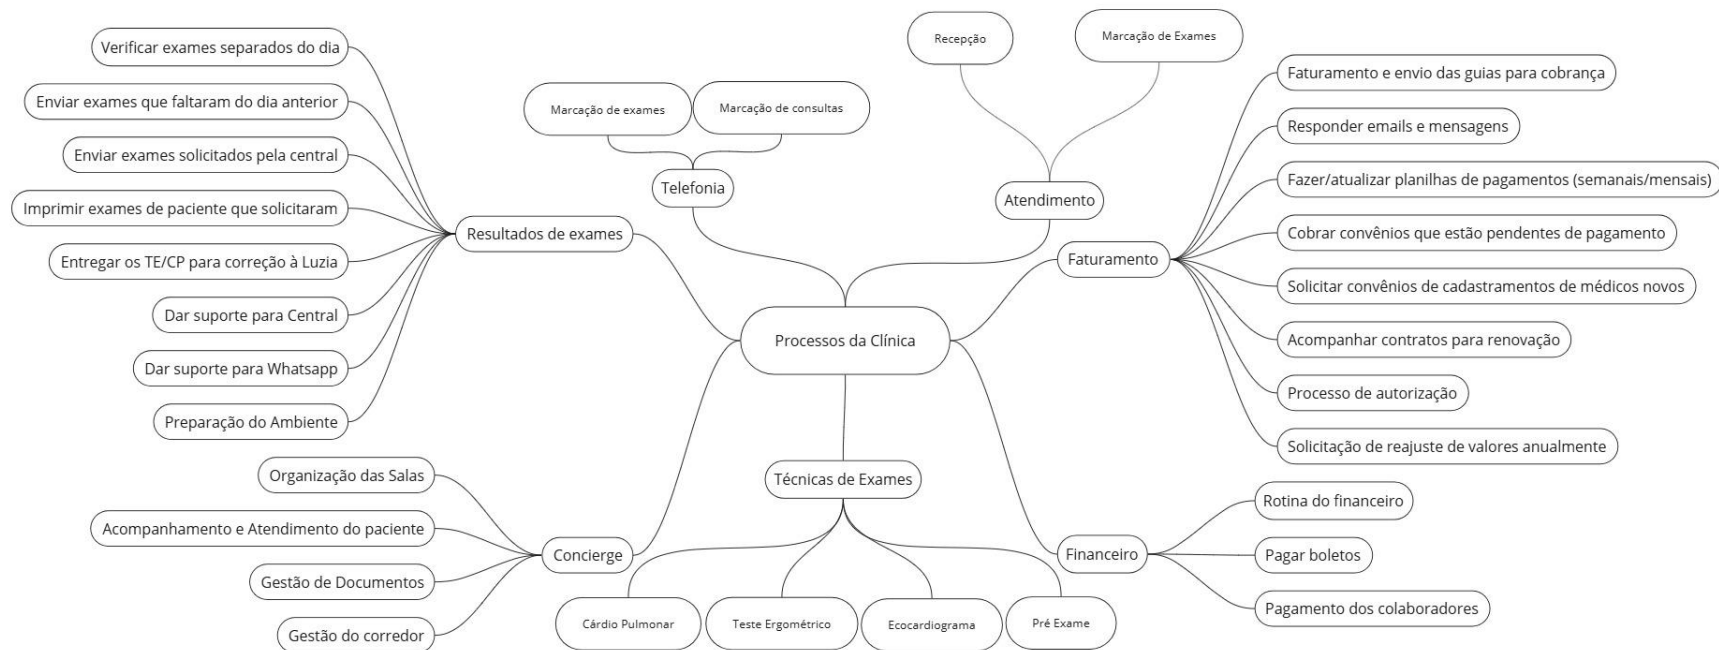 Recepção
Marcação de Exames
Verificar exames separados do dia
Faturamento e envio das guias para cobrança
Enviar exames que faltaram do dia anterior
Marcação de exames
Marcação de consultas
Responder emails e mensagens
Enviar exames solicitados pela central
Telefonia
Atendimento
Fazer/atualizar planilhas de pagamentos (semanais/mensais)
Imprimir exames de paciente que solicitaram
Resultados de exames
Cobrar convênios que estão pendentes de pagamento
Entregar os TE/CP para correção à Luzia
Faturamento
Solicitar convênios de cadastramentos de médicos novos
Dar suporte para Central
Processos da Clínica
Acompanhar contratos para renovação
Dar suporte para Whatsapp
Processo de autorização
Preparação do Ambiente
Solicitação de reajuste de valores anualmente
Organização das Salas
Técnicas de Exames
Rotina do financeiro
Acompanhamento e Atendimento do paciente
Concierge
Financeiro
Pagar boletos
Gestão de Documentos
Pagamento dos colaboradores
Gestão do corredor
Cárdio Pulmonar
Teste Ergométrico
Ecocardiograma
Pré Exame